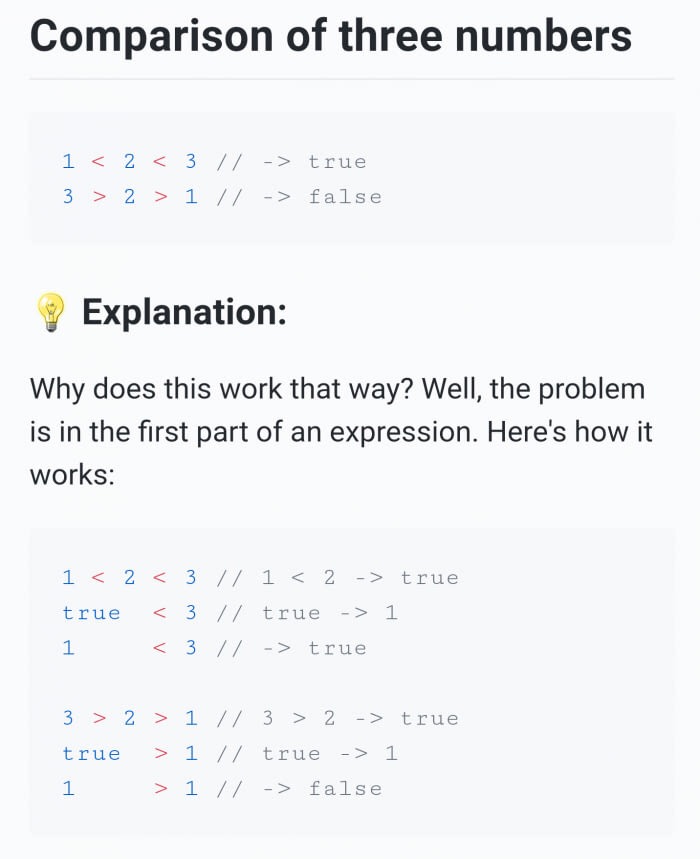 Comparison of three numbers
1 < 2 < 3 // -> true
3 > 2 > 1 // -> false
💡 Explanation:
Why does this work that way? Well, the problem
is in the first part of an expression. Here's how it
works:
1 < 2 < 3 // 1 < 2 -> true
true  < 3 // true -> 1
1     < 3 // -> true
3 > 2 > 1 // 3 > 2 -> true
true  > 1 // true -> 1
1     > 1 // -> false